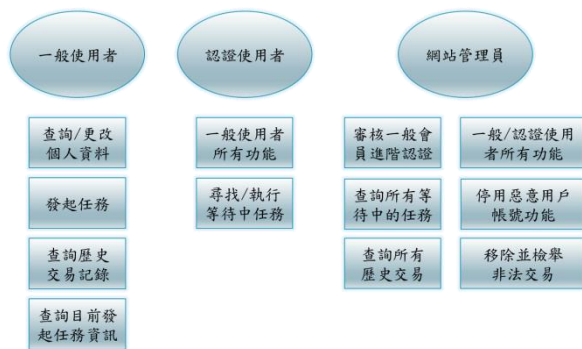 一般使用者
認證使用者
網站管理員
查詢/更改
個人資料
發起任務
查詢歷史
交易記錄
查詢目前發
起任務資訊
一般使用者
所有功能
尋找/執行
等待中任務
審核一般會
員進階認證
查詢所有等
待中的任務
查詢所有
歷史交易
一般/認證使用
者所有功能
停用惡意用戶
帳號功能
移除並檢舉
非法交易